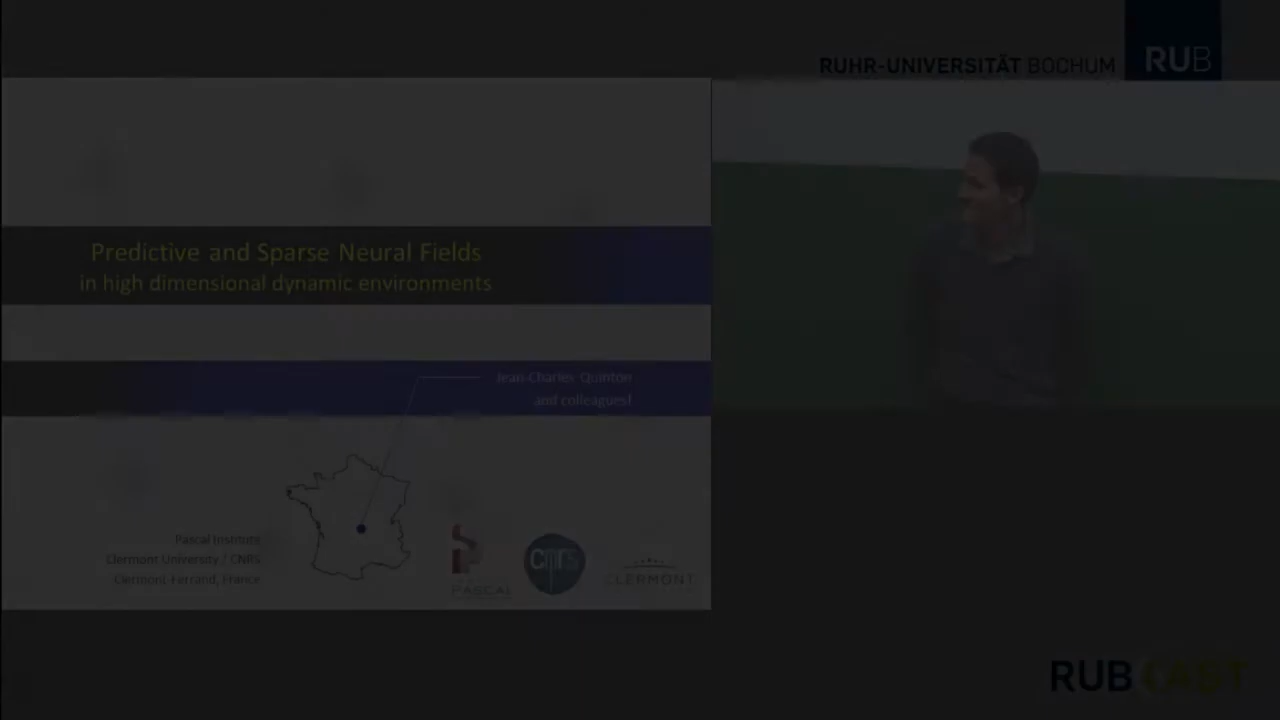 RUHR-UNIVERSITÄT BOCHUM
RUB
Predictive and Sparse Neural Fields
in high dimensional dynamic environments
Jean-Charles Quinton
and colleagues!
Pascal Institute
Clermont University / CNRS
Clermont-Ferrand, France
PASCAL
cnrs
CLERMONT
RUB CAST